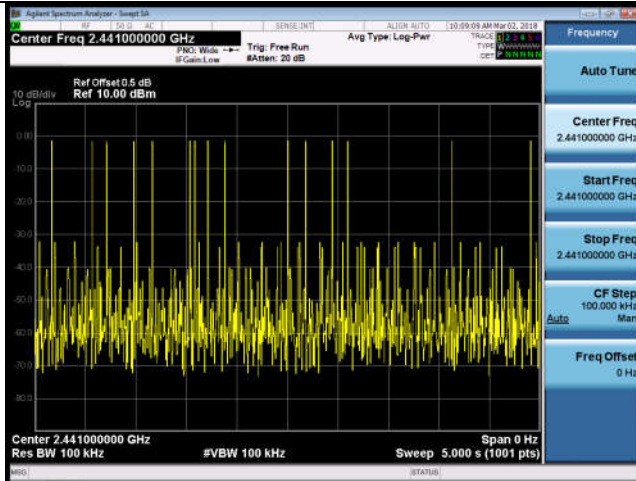 Agilent Spectrum Analyzer - Swept SA
RF 50 Ω AC SENSE:INT ALIGN AUTO 10:09:09 AM Mar 02, 2018
Center Freq 2.441000000 GHz
PNO: Wide
IFGain:Low
Trig: Free Run
#Atten: 20 dB
Avg Type: Log-Pwr
TRACE 1 2 3 4 5 6
TYPE
DET P N N N N N
Ref Offset 0.5 dB
10 dB/div Ref 10.00 dBm
Log
0.00
-10.0
-20.0
-30.0
-40.0
-50.0
-60.0
-70.0
-80.0
Center 2.441000000 GHz Span 0 Hz
Res BW 100 kHz #VBW 100 kHz Sweep 5.000 s (1001 pts)
MSG STATUS
Frequency
Auto Tune
Center Freq
2.441000000 GHz
Start Freq
2.441000000 GHz
Stop Freq
2.441000000 GHz
CF Step
100.000 kHz
Auto Man
Freq Offset
0 Hz